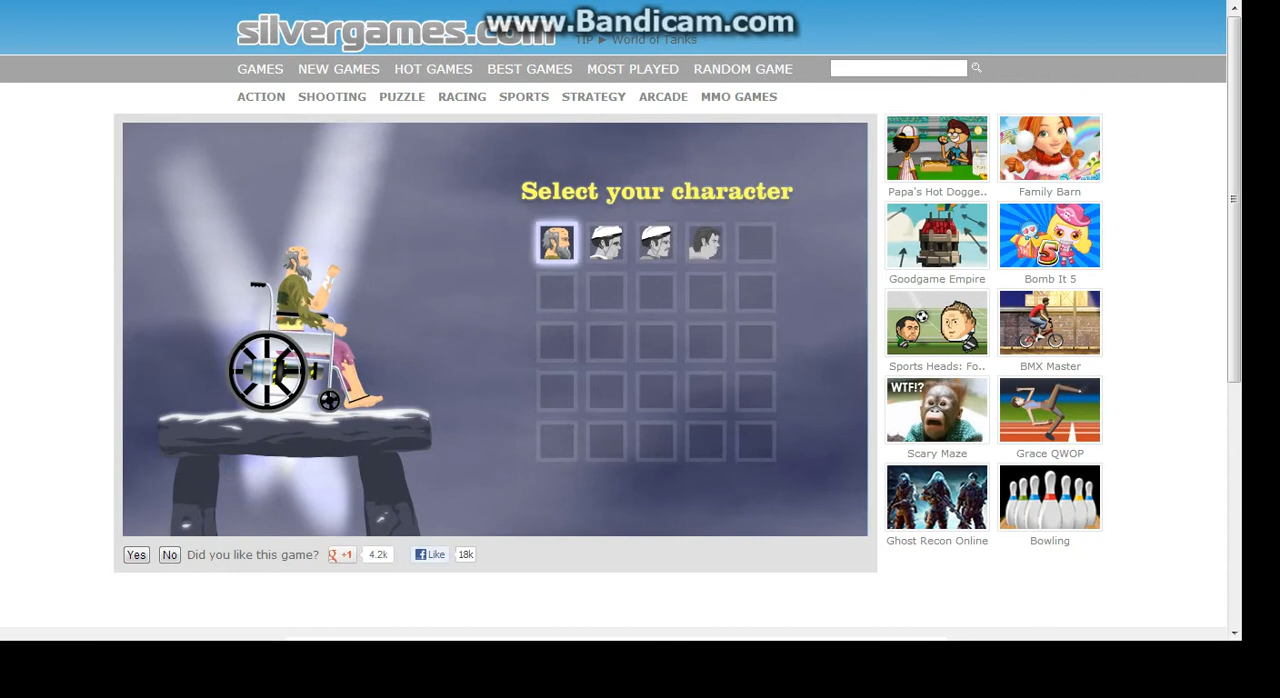 silvergames.com
www.Bandicam.com
TIP ► World of Tanks
GAMES NEW GAMES HOT GAMES BEST GAMES MOST PLAYED RANDOM GAME
ACTION SHOOTING PUZZLE RACING SPORTS STRATEGY ARCADE MMO GAMES
Select your character
Papa's Hot Dogge..
Family Barn
Goodgame Empire
Bomb It 5
5
Sports Heads: Fo..
BMX Master
WTF!?
Scary Maze
Grace QWOP
Ghost Recon Online
Bowling
Yes No Did you like this game? g +1 4.2k f Like 18k